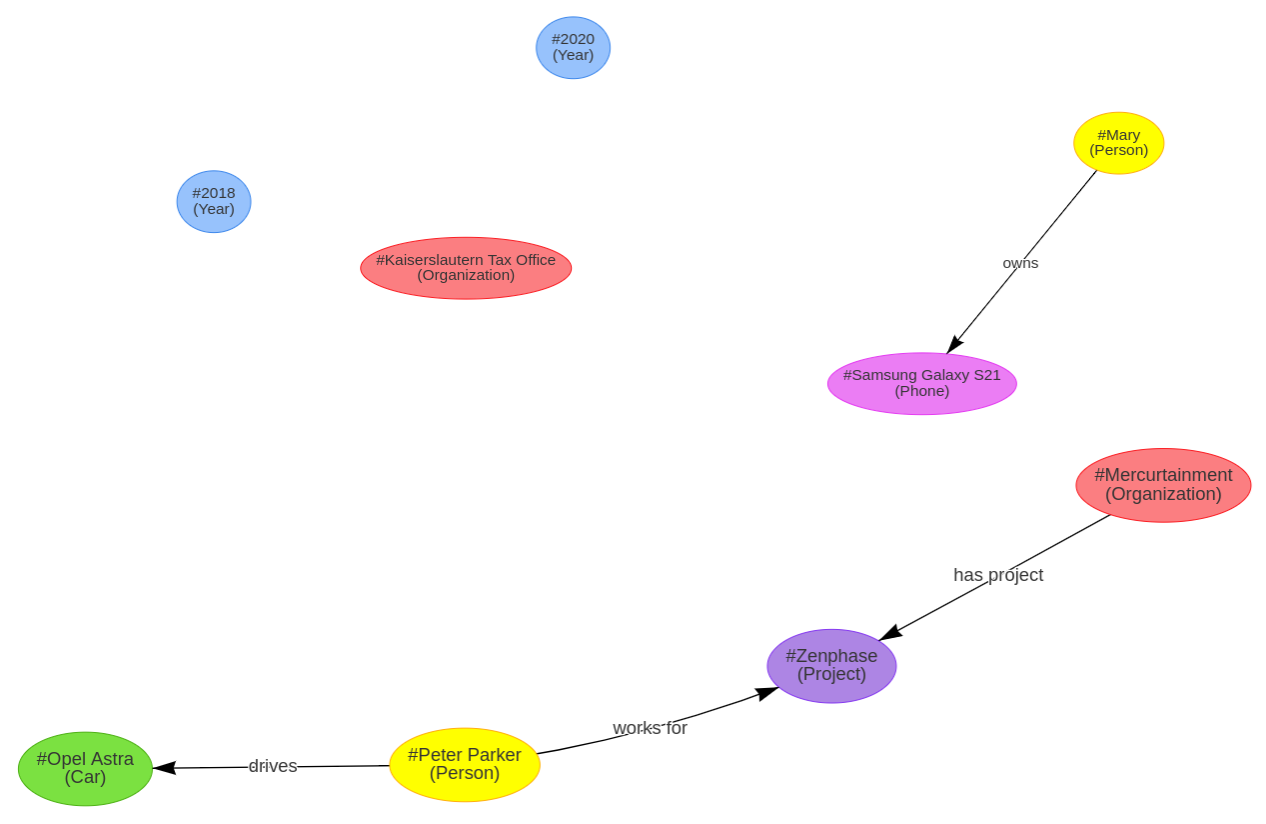 #2020
(Year)
#Mary
(Person)
#2018
(Year)
#Kaiserslautern Tax Office
(Organization)
owns
#Samsung Galaxy S21
(Phone)
#Mercurtainment
(Organization)
has project
#Zenphase
(Project)
works for
#Opel Astra
(Car)
drives
#Peter Parker
(Person)